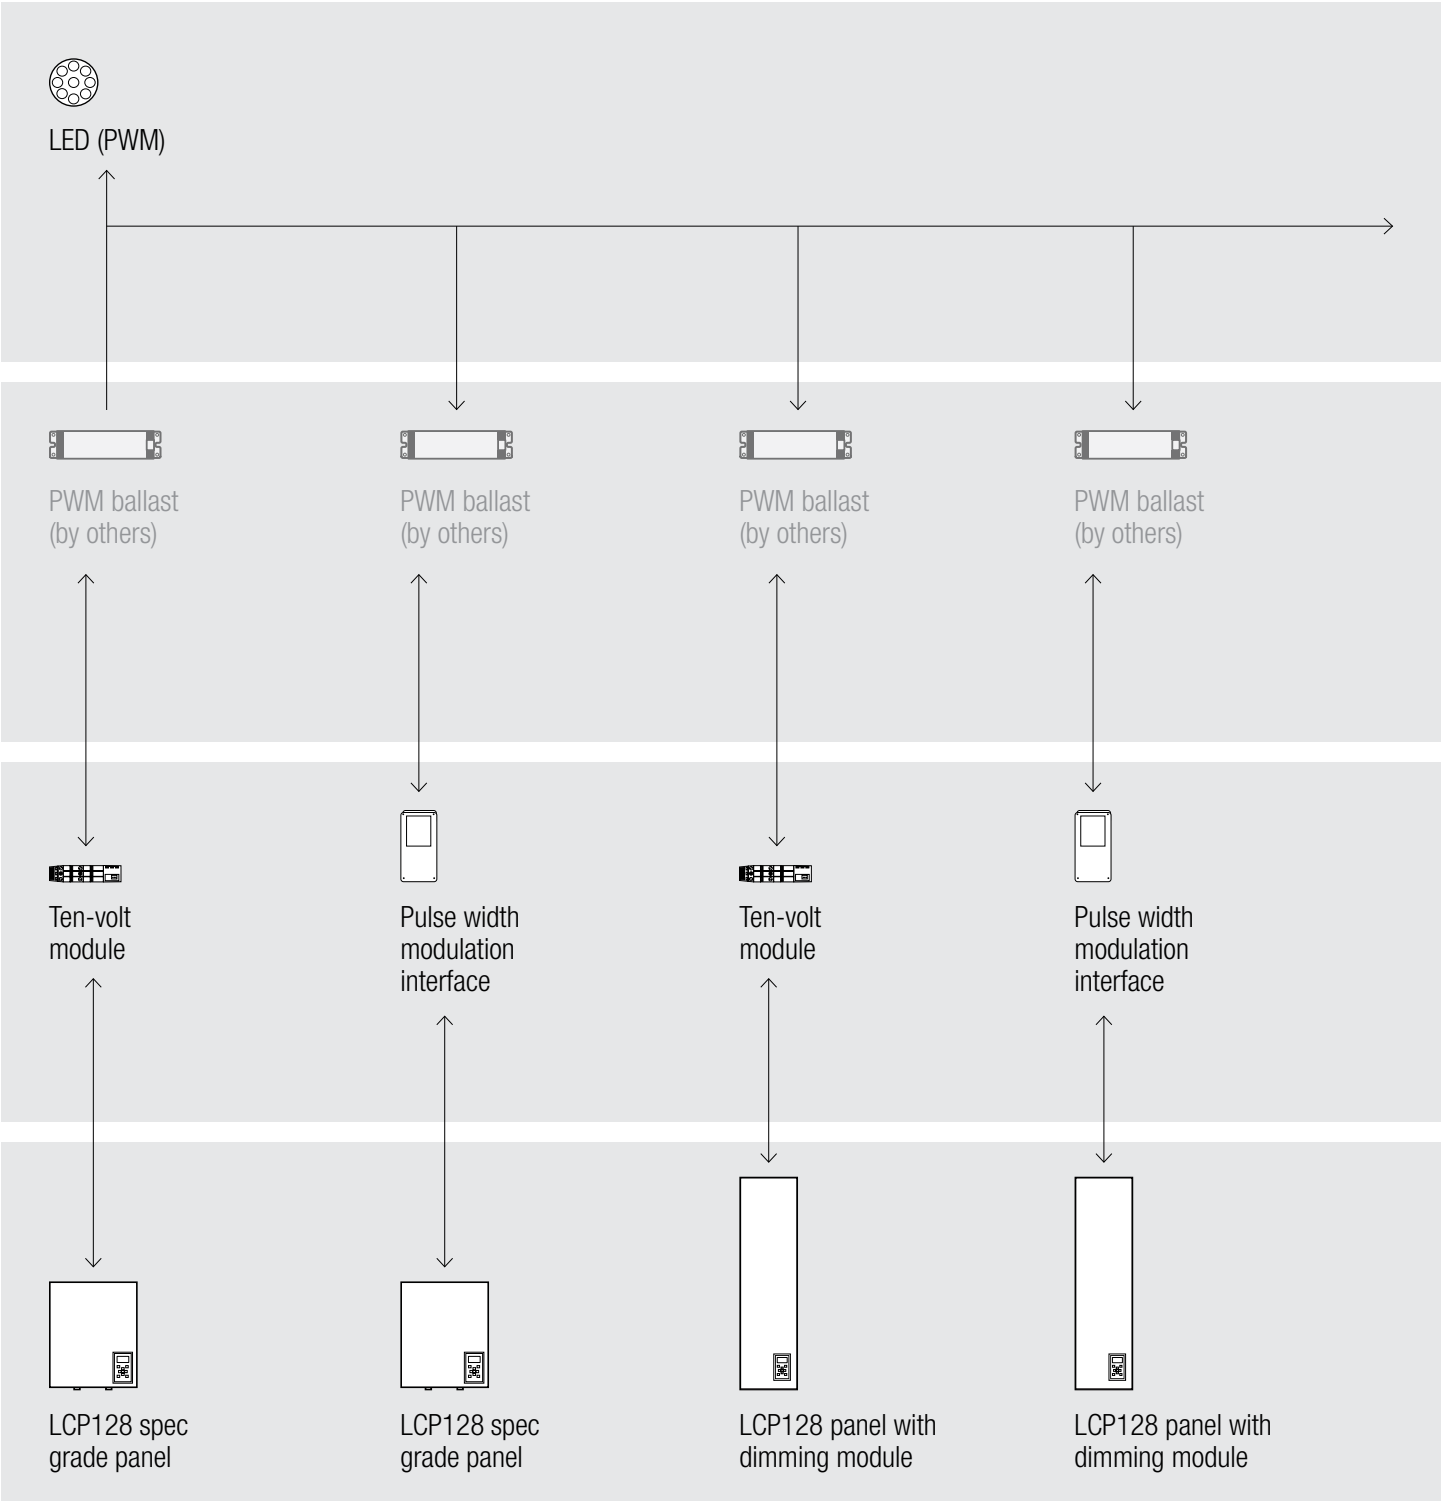 LED (PWM)
PWM ballast
(by others)
PWM ballast
(by others)
PWM ballast
(by others)
PWM ballast
(by others)
Ten-volt
module
Pulse width
modulation
interface
Ten-volt
module
Pulse width
modulation
interface
LCP128 spec
grade panel
LCP128 spec
grade panel
LCP128 panel with
dimming module
LCP128 panel with
dimming module